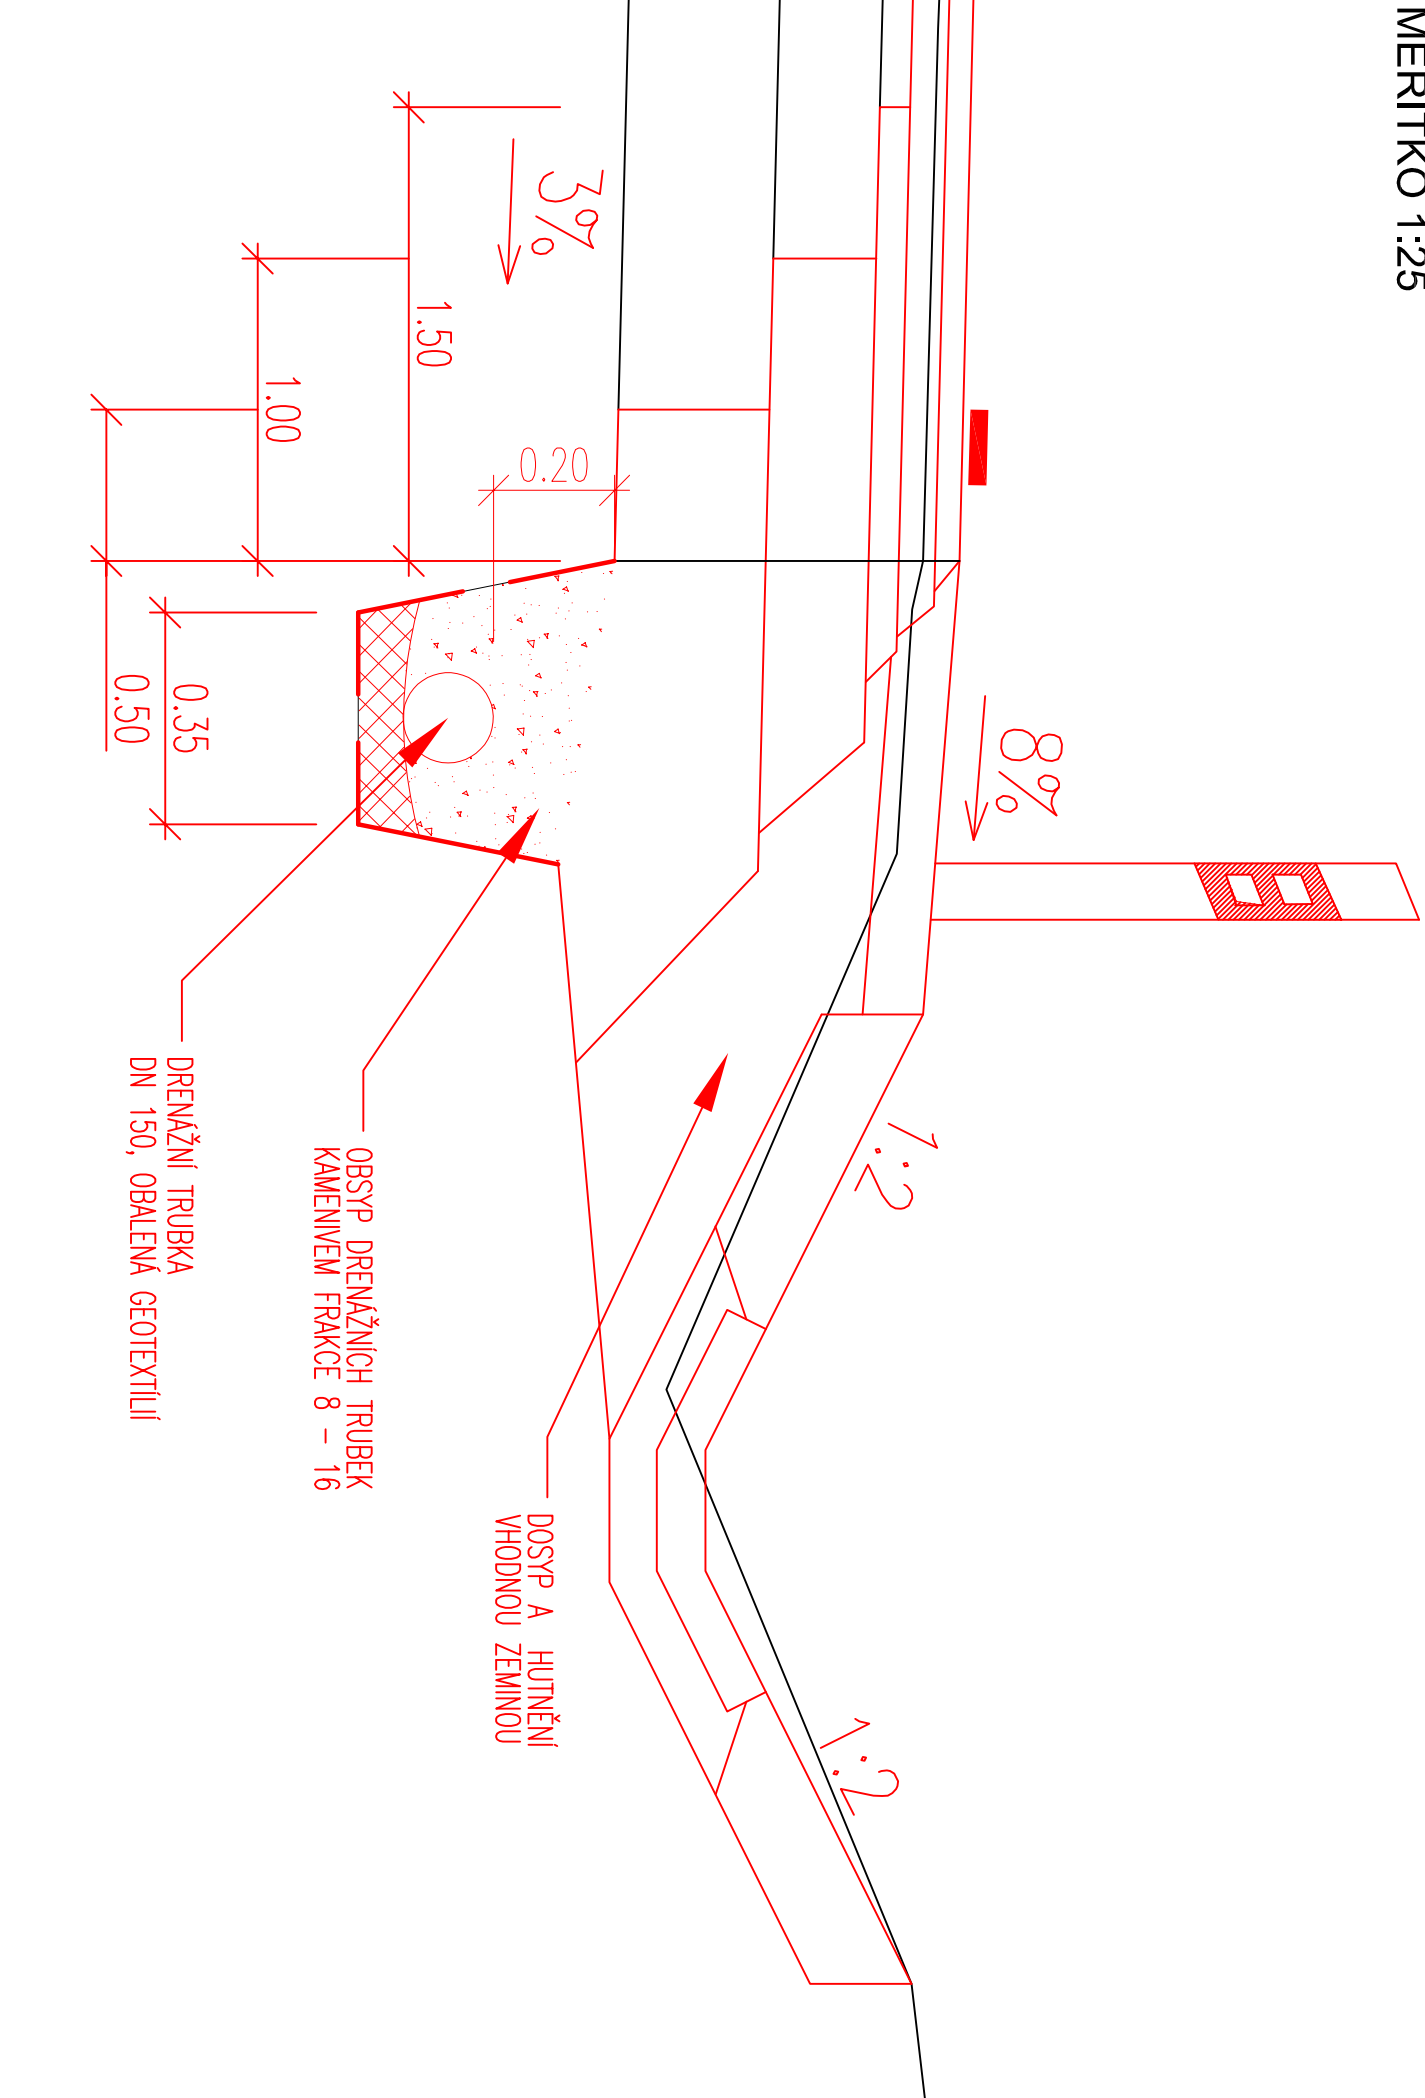 MERITKO 1:25
3%
8%
1:2
1:2
0.20
1.50
1.00
0.50
0.35
DOSYP A HUTNĚNÍ
VHODNOU ZEMINOU
OBSYP DRENÁŽNÍCH TRUBEK
KAMENIVEM FRAKCE 8 - 16
DRENÁŽNÍ TRUBKA
DN 150, OBALENÁ GEOTEXTÍLIÍ